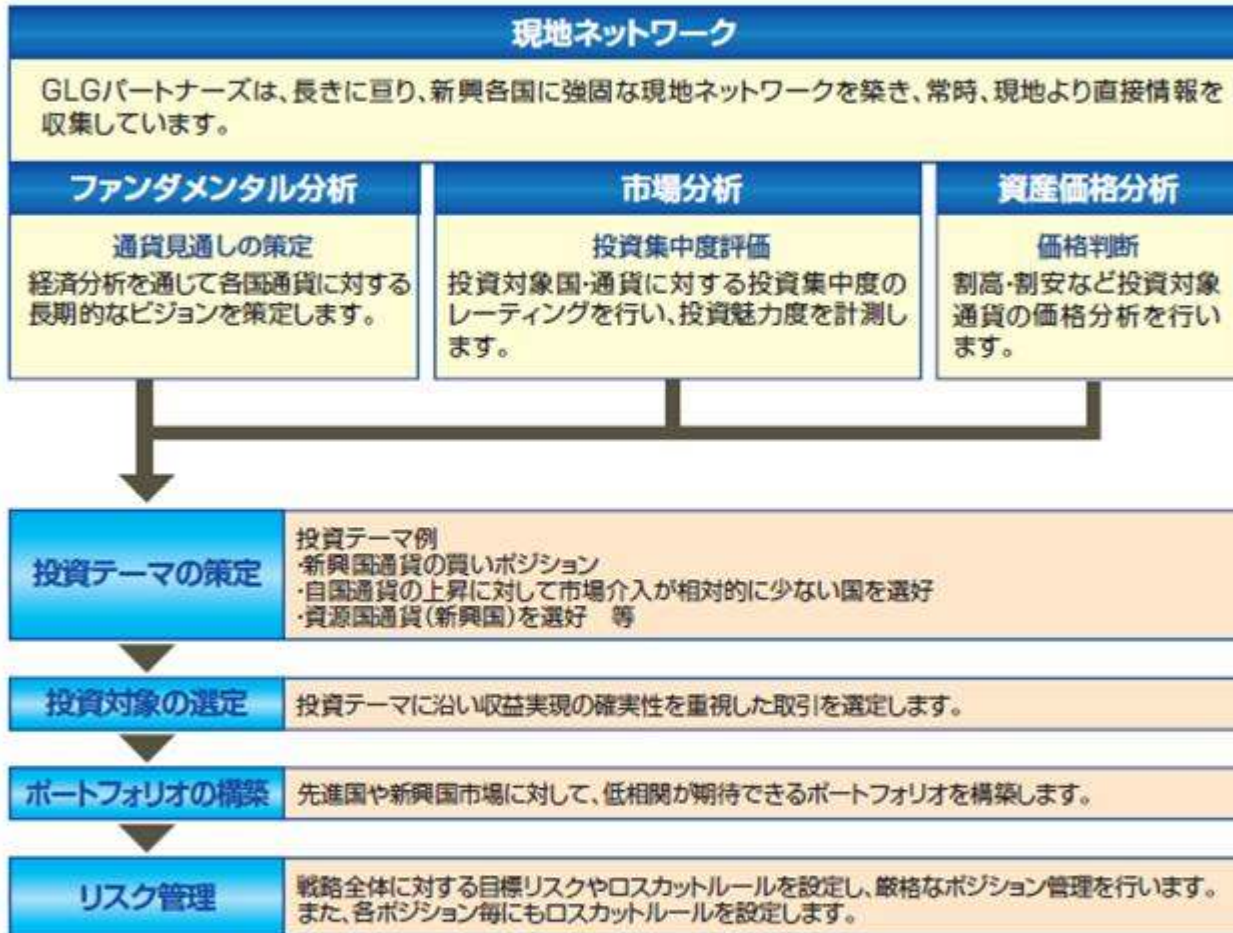 現地ネットワーク
GLGパートナーズは、長きに亘り、新興各国に強固な現地ネットワークを築き、常時、現地より直接情報を
収集しています。
ファンダメンタル分析
通貨見通しの策定
経済分析を通じて各国通貨に対する
長期的なビジョンを策定します。
市場分析
投資集中度評価
投資対象国・通貨に対する投資集中度の
レーティングを行い、投資魅力度を計測し
ます。
資産価格分析
価格判断
割高・割安など投資対象
通貨の価格分析を行い
ます。
投資テーマの策定
投資テーマ例
・新興国通貨の買いポジション
・自国通貨の上昇に対して市場介入が相対的に少ない国を選好
・資源国通貨(新興国)を選好　等
投資対象の選定
投資テーマに沿い収益実現の確実性を重視した取引を選定します。
ポートフォリオの構築
先進国や新興国市場に対して、低相関が期待できるポートフォリオを構築します。
リスク管理
戦略全体に対する目標リスクやロスカットルールを設定し、厳格なポジション管理を行います。
また、各ポジション毎にもロスカットルールを設定します。